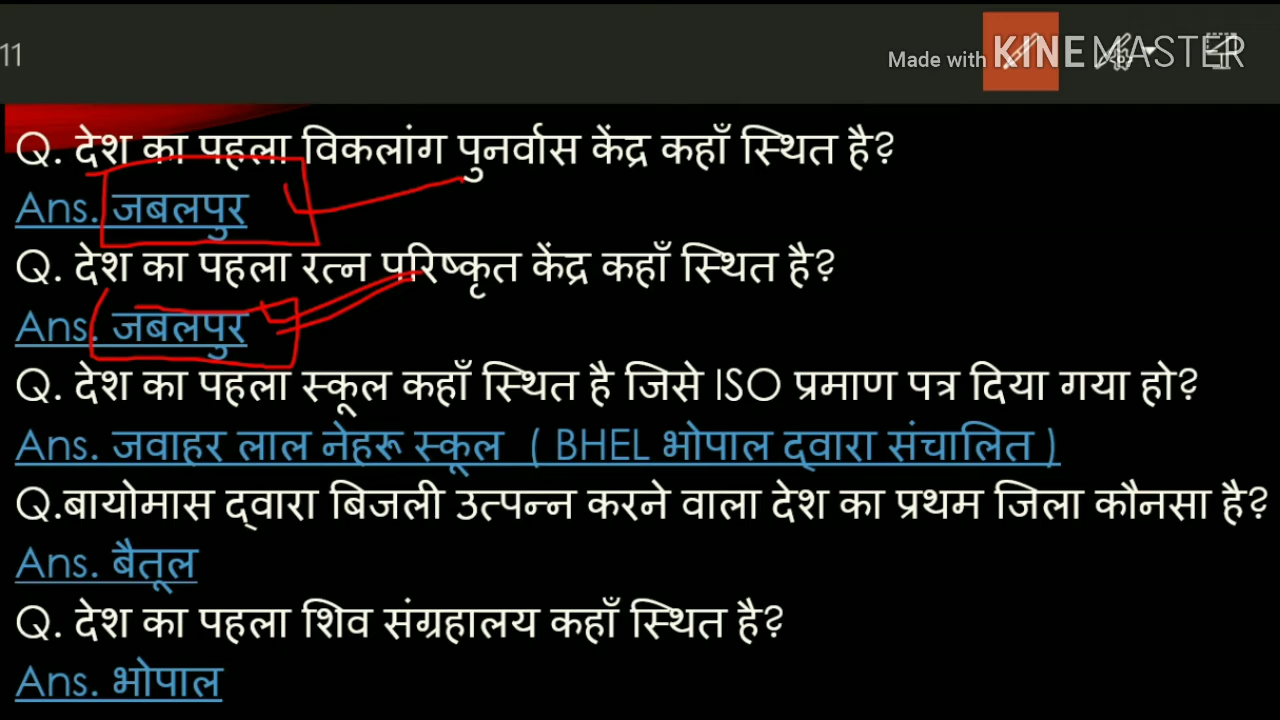 11
Made with KINEMASTER
Q. देश का पहला विकलांग पुनर्वास केंद्र कहाँ स्थित है?
Ans. जबलपुर
Q. देश का पहला रत्न परिष्कृत केंद्र कहाँ स्थित है?
Ans. जबलपुर
Q. देश का पहला स्कूल कहाँ स्थित है जिसे ISO प्रमाण पत्र दिया गया हो?
Ans. जवाहर लाल नेहरू स्कूल ( BHEL भोपाल द्वारा संचालित )
Q.बायोमास द्वारा बिजली उत्पन्न करने वाला देश का प्रथम जिला कौनसा है?
Ans. बैतूल
Q. देश का पहला शिव संग्रहालय कहाँ स्थित है?
Ans. भोपाल